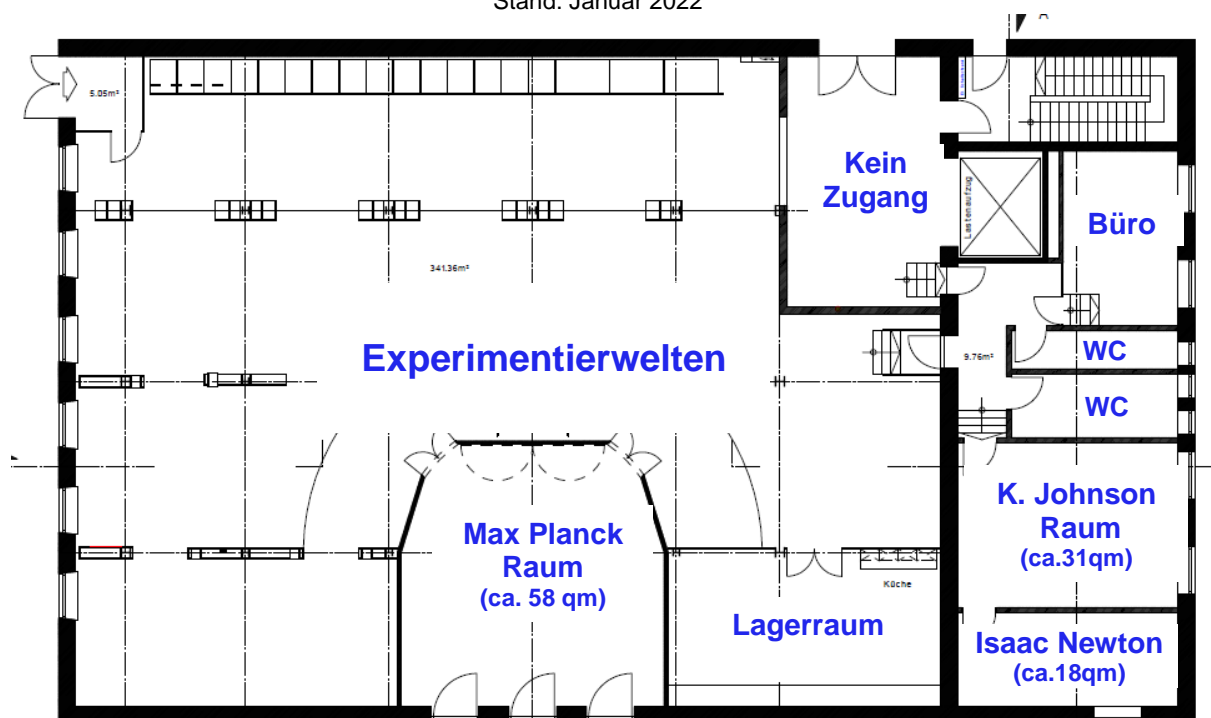 Stand: Januar 2022
A
5.05m²
Kein
Zugang
Lastenaufzug
Büro
341.36m²
Experimentierwelten
9.76m²
WC
WC
K. Johnson
Raum
(ca.31qm)
Max Planck
Raum
(ca. 58 qm)
Küche
Lagerraum
Isaac Newton
(ca.18qm)